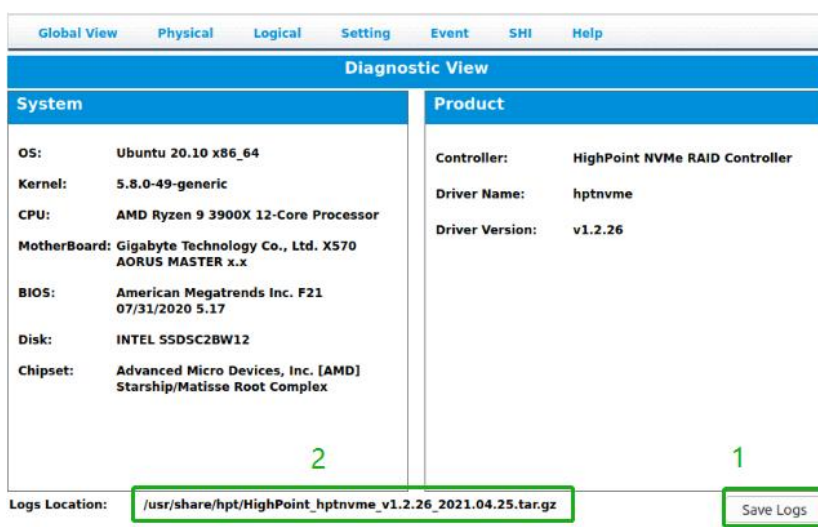 Global View Physical Logical Setting Event SHI Help
Diagnostic View
System
OS: Ubuntu 20.10 x86_64
Kernel: 5.8.0-49-generic
CPU: AMD Ryzen 9 3900X 12-Core Processor
MotherBoard: Gigabyte Technology Co., Ltd. X570
AORUS MASTER x.x
BIOS: American Megatrends Inc. F21
07/31/2020 5.17
Disk: INTEL SSDSC2BW12
Chipset: Advanced Micro Devices, Inc. [AMD]
Starship/Matisse Root Complex
Product
Controller: HighPoint NVMe RAID Controller
Driver Name: hptnvme
Driver Version: v1.2.26
2
1
Logs Location: /usr/share/hpt/HighPoint_hptnvme_v1.2.26_2021.04.25.tar.gz
Save Logs